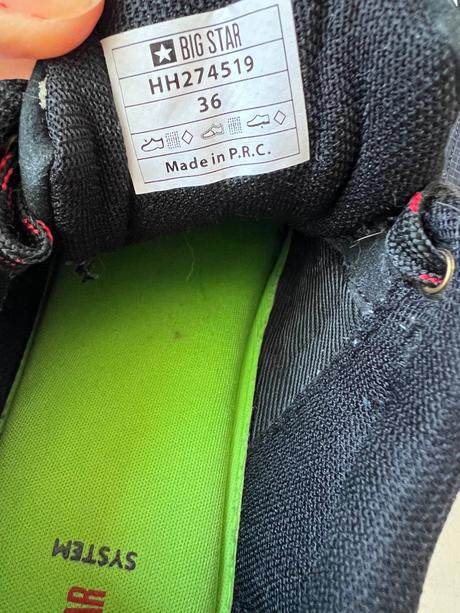 BIG STAR
HH274519
36
Made in P.R.C.
SYSTEM